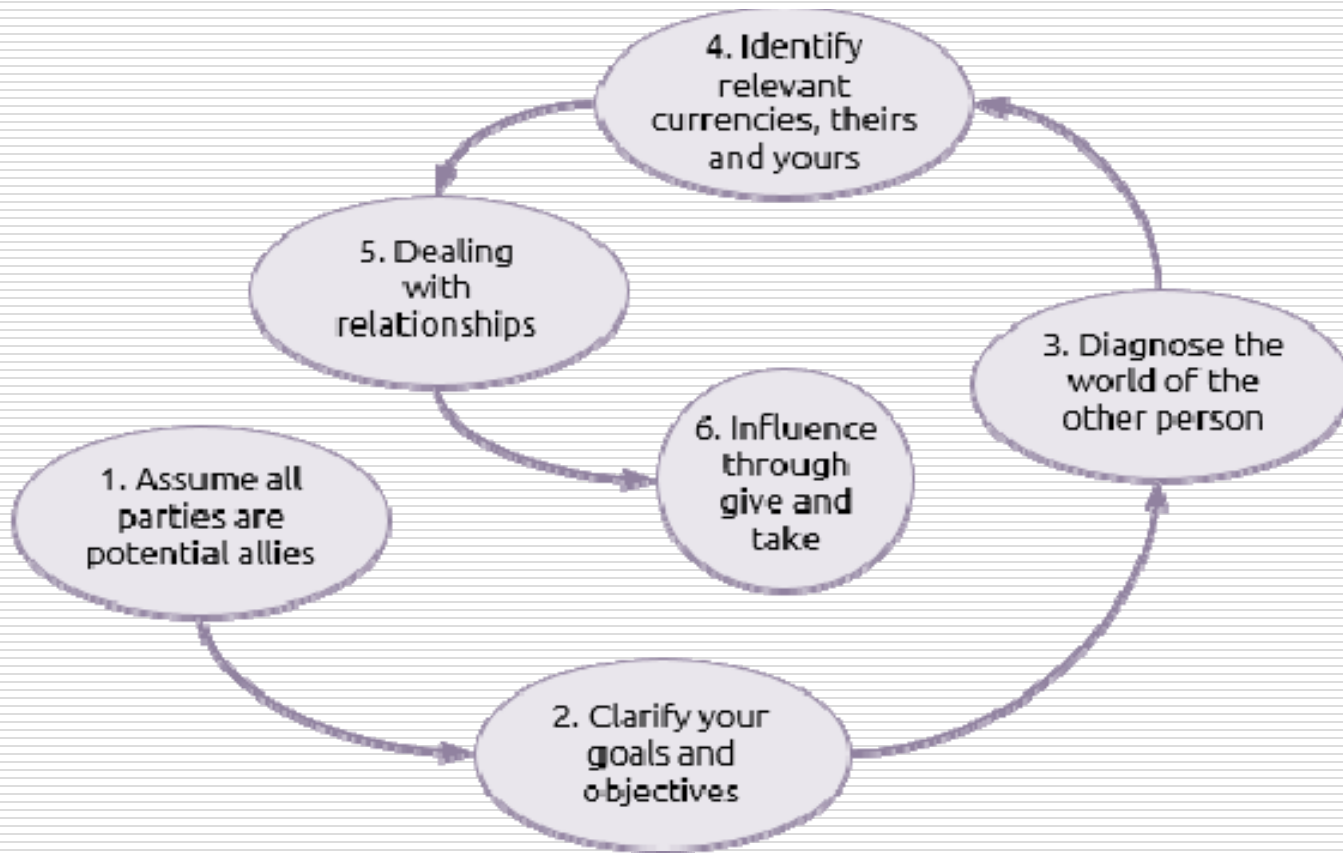 1. Assume all
parties are
potential allies
2. Clarify your
goals and
objectives
3. Diagnose the
world of the
other person
4. Identify
relevant
currencies, theirs
and yours
5. Dealing
with
relationships
6. Influence
through
give and
take